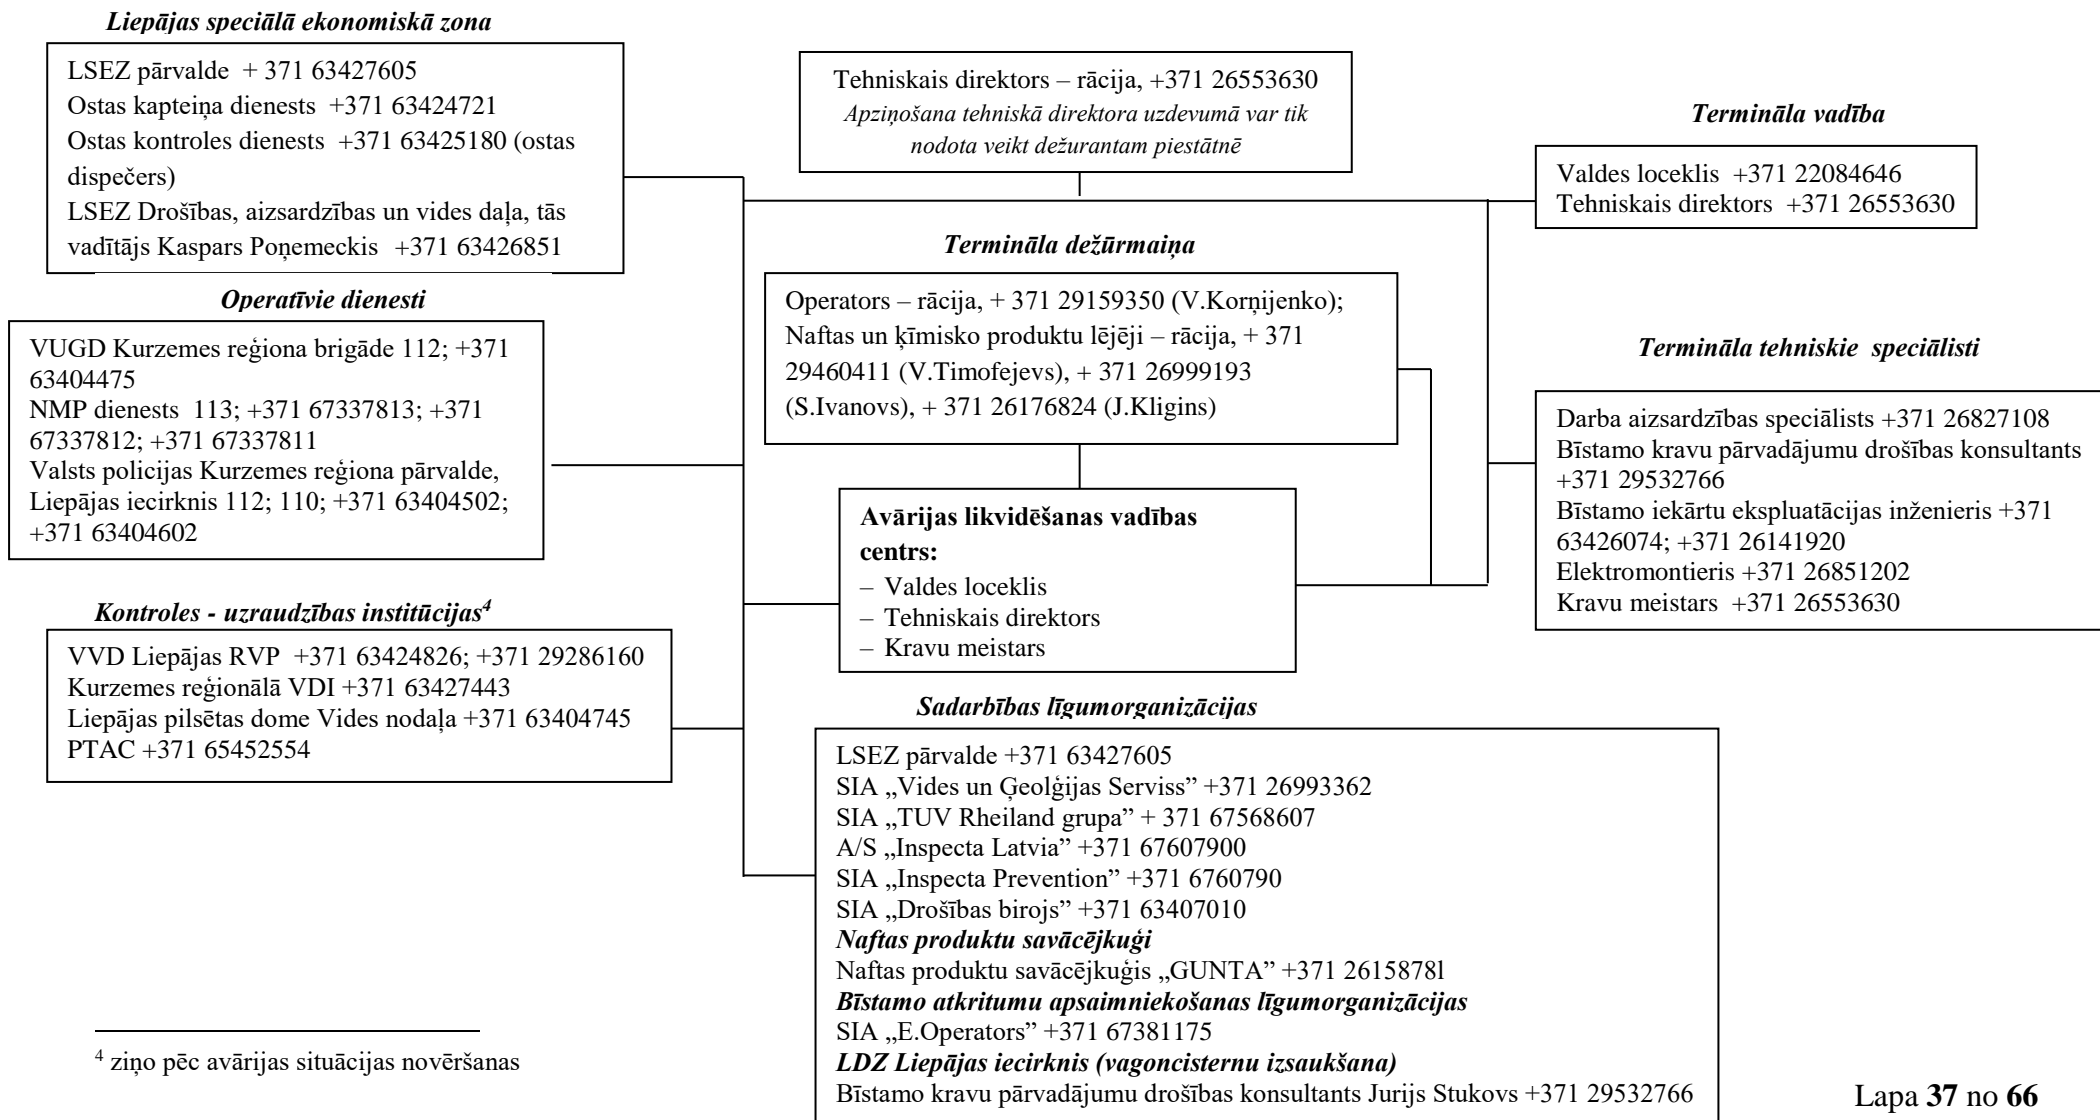 Liepājas speciālā ekonomiskā zona
LSEZ pārvalde + 371 63427605
Ostas kapteiņa dienests +371 63424721
Ostas kontroles dienests +371 63425180 (ostas
dispečers)
LSEZ Drošības, aizsardzības un vides daļa, tās
vadītājs Kaspars Poņemeckis +371 63426851
Operatīvie dienesti
VUGD Kurzemes reģiona brigāde 112; +371
63404475
NMP dienests 113; +371 67337813; +371
67337812; +371 67337811
Valsts policijas Kurzemes reģiona pārvalde,
Liepājas iecirknis 112; 110; +371 63404502;
+371 63404602
Kontroles - uzraudzības institūcijas4
VVD Liepājas RVP +371 63424826; +371 29286160
Kurzemes reģionālā VDI +371 63427443
Liepājas pilsētas dome Vides nodaļa +371 63404745
PTAC +371 65452554
Tehniskais direktors – rācija, +371 26553630
Apziņošana tehniskā direktora uzdevumā var tik
nodota veikt dežurantam piestātnē
Termināla dežūrmaiņa
Operators – rācija, + 371 29159350 (V.Korņijenko);
Naftas un ķīmisko produktu lējēji – rācija, + 371
29460411 (V.Timofejevs), + 371 26999193
(S.Ivanovs), + 371 26176824 (J.Kligins)
Avārijas likvidēšanas vadības
centrs:
– Valdes loceklis
– Tehniskais direktors
– Kravu meistars
Termināla vadība
Valdes loceklis +371 22084646
Tehniskais direktors +371 26553630
Termināla tehniskie speciālisti
Darba aizsardzības speciālists +371 26827108
Bīstamo kravu pārvadājumu drošības konsultants
+371 29532766
Bīstamo iekārtu ekspluatācijas inženieris +371
63426074; +371 26141920
Elektromontieris +371 26851202
Kravu meistars +371 26553630
Sadarbības līgumorganizācijas
LSEZ pārvalde +371 63427605
SIA „Vides un Ģeolģijas Serviss” +371 26993362
SIA „TUV Rheiland grupa” + 371 67568607
A/S „Inspecta Latvia” +371 67607900
SIA „Inspecta Prevention” +371 6760790
SIA „Drošības birojs” +371 63407010
Naftas produktu savācējkuģi
Naftas produktu savācējkuģis „GUNTA” +371 2615878l
Bīstamo atkritumu apsaimniekošanas līgumorganizācijas
SIA „E.Operators” +371 67381175
LDZ Liepājas iecirknis (vagoncisternu izsaukšana)
Bīstamo kravu pārvadājumu drošības konsultants Jurijs Stukovs +371 29532766
4 ziņo pēc avārijas situācijas novēršanas
Lapa 37 no 66